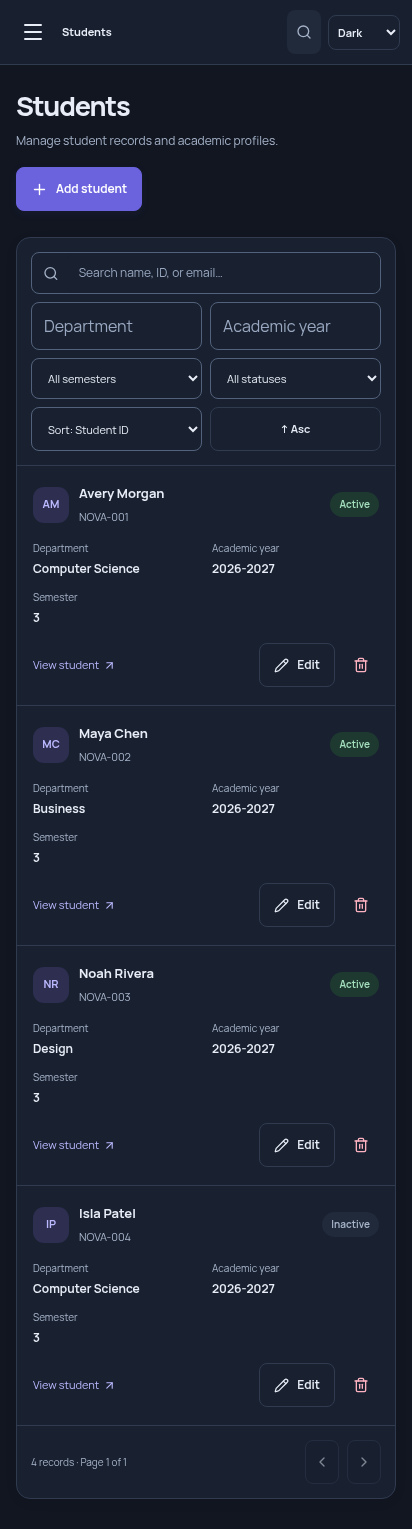 Students
Dark
Students
Manage student records and academic profiles.
Add student
Search name, ID, or email...
Department
Academic year
All semesters
All statuses
Sort: Student ID
↑ Asc
AM
Avery Morgan
NOVA-001
Active
Department
Academic year
Computer Science
2026-2027
Semester
3
View student
Edit
MC
Maya Chen
NOVA-002
Active
Department
Academic year
Business
2026-2027
Semester
3
View student
Edit
NR
Noah Rivera
NOVA-003
Active
Department
Academic year
Design
2026-2027
Semester
3
View student
Edit
IP
Isla Patel
NOVA-004
Inactive
Department
Academic year
Computer Science
2026-2027
Semester
3
View student
Edit
4 records · Page 1 of 1